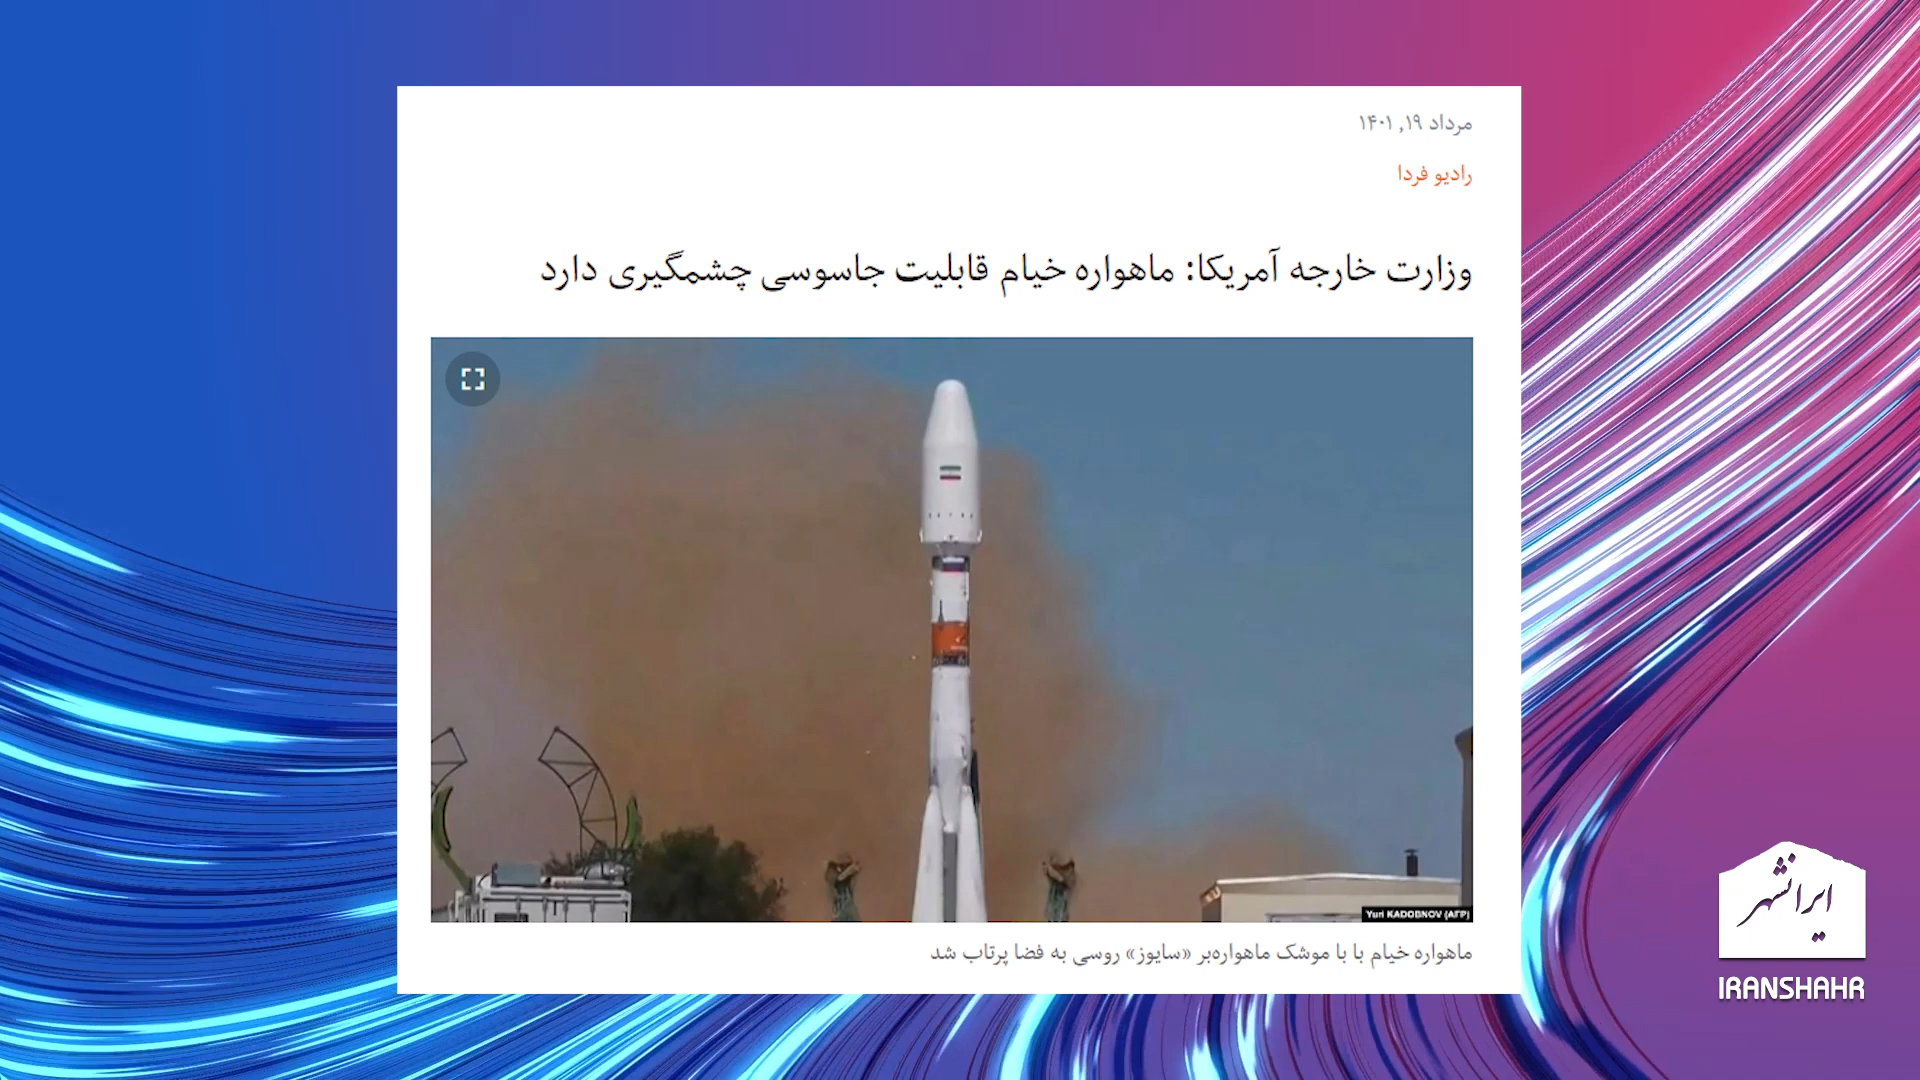 مرداد ۱۹, ۱۴۰۱
رادیو فردا
وزارت خارجه آمریکا: ماهواره خیام قابلیت جاسوسی چشمگیری دارد
Yuri KADOBNOV (AFP)
ماهواره خیام با با موشک ماهواره‌بر «سایوز» روسی به فضا پرتاب شد
ایرانشهر
IRANSHAHR